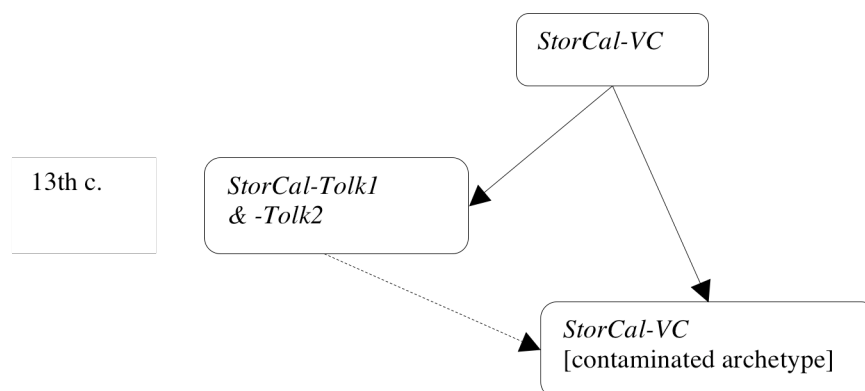 StorCal-VC
13th c.
StorCal-Tolk1
& -Tolk2
StorCal-VC
[contaminated archetype]